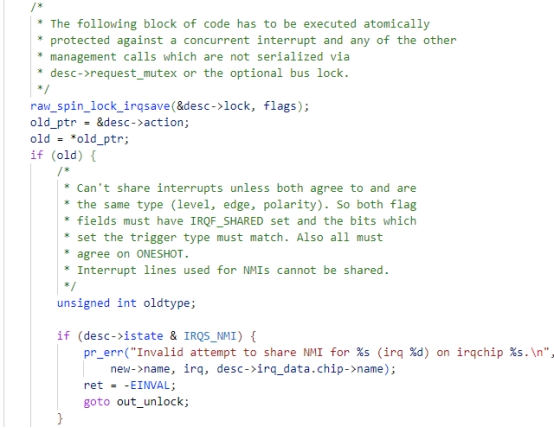 /*
 * The following block of code has to be executed atomically
 * protected against a concurrent interrupt and any of the other
 * management calls which are not serialized via
 * desc->request_mutex or the optional bus lock.
 */
raw_spin_lock_irqsave(&desc->lock, flags);
old_ptr = &desc->action;
old = *old_ptr;
if (old) {
    /*
     * Can't share interrupts unless both agree to and are
     * the same type (level, edge, polarity). So both flag
     * fields must have IRQF_SHARED set and the bits which
     * set the trigger type must match. Also all must
     * agree on ONESHOT.
     * Interrupt lines used for NMIs cannot be shared.
     */
    unsigned int oldtype;

    if (desc->istate & IRQS_NMI) {
        pr_err("Invalid attempt to share NMI for %s (irq %d) on irqchip %s.\n",
            new->name, irq, desc->irq_data.chip->name);
        ret = -EINVAL;
        goto out_unlock;
    }